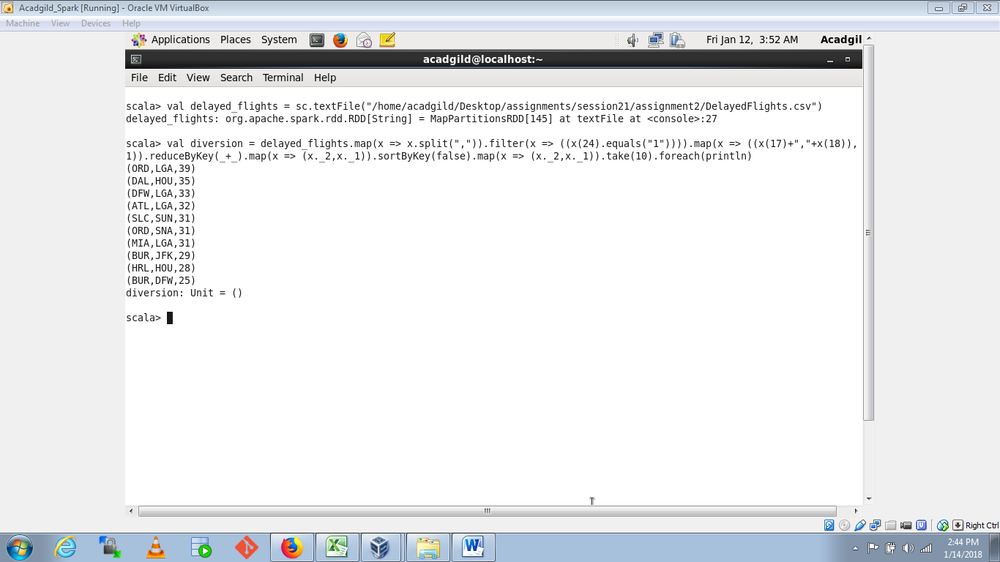 Acadgild_Spark [Running] - Oracle VM VirtualBox
Machine View Devices Help
Applications Places System Fri Jan 12, 3:52 AM Acadgil
acadgild@localhost:~
File Edit View Search Terminal Help
scala> val delayed_flights = sc.textFile("/home/acadgild/Desktop/assignments/session21/assignment2/DelayedFlights.csv")
delayed_flights: org.apache.spark.rdd.RDD[String] = MapPartitionsRDD[145] at textFile at <console>:27
scala> val diversion = delayed_flights.map(x => x.split(",")).filter(x => ((x(24).equals("1")))).map(x => ((x(17)+","+x(18)),
1)).reduceByKey(_+_).map(x => (x._2,x._1)).sortByKey(false).map(x => (x._2,x._1)).take(10).foreach(println)
(ORD,LGA,39)
(DAL,HOU,35)
(DFW,LGA,33)
(ATL,LGA,32)
(SLC,SUN,31)
(ORD,SNA,31)
(MIA,LGA,31)
(BUR,JFK,29)
(HRL,HOU,28)
(BUR,DFW,25)
diversion: Unit = ()
scala>
Right Ctrl
2:44 PM
1/14/2018